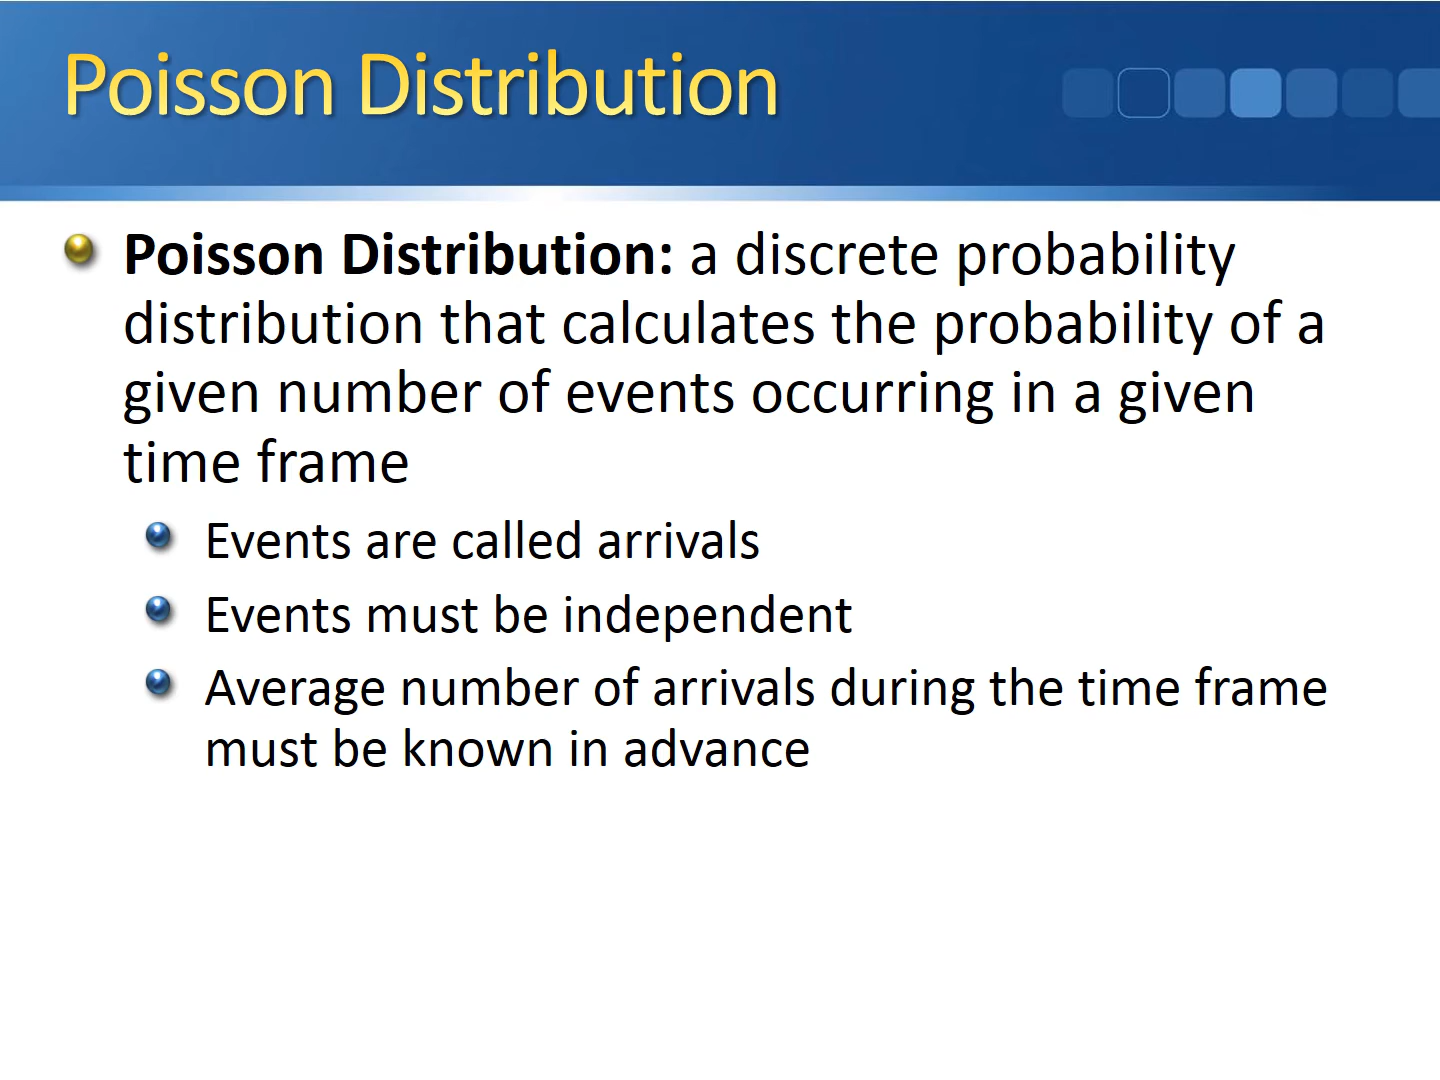 Poisson Distribution
Poisson Distribution: a discrete probability
distribution that calculates the probability of a
given number of events occurring in a given
time frame
Events are called arrivals
Events must be independent
Average number of arrivals during the time frame
must be known in advance